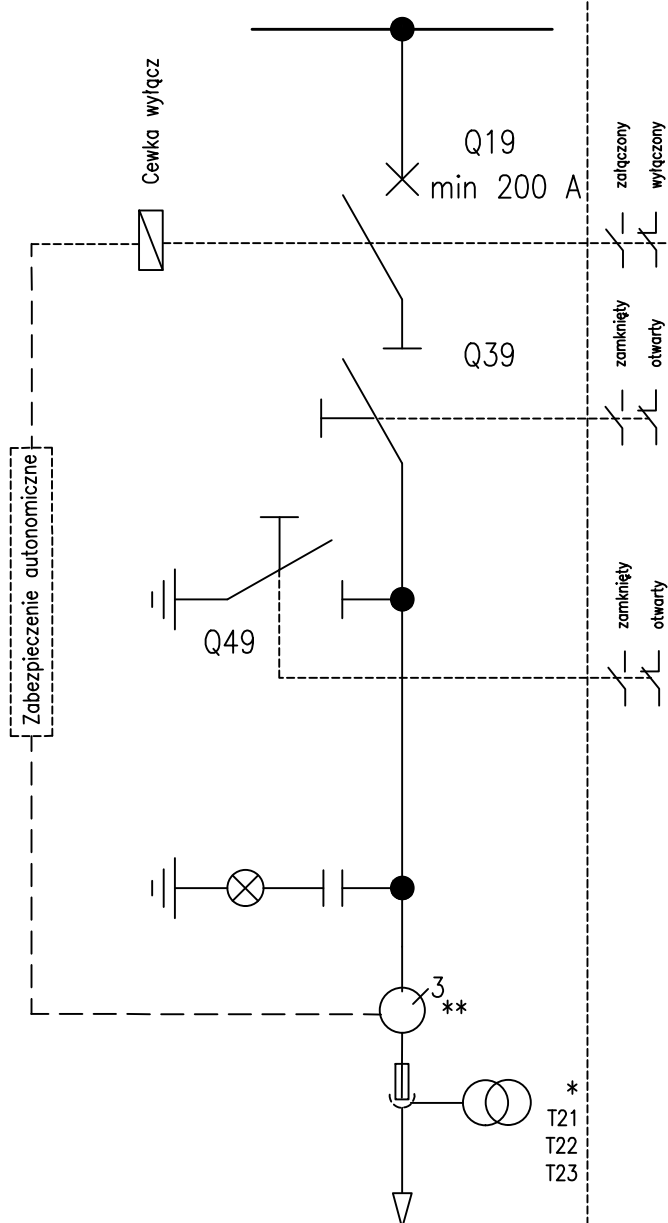 Cewka wyłącz
Q19
min 200 A
załączony
wyłączony
Q39
zamknięty
otwarty
Zabezpieczenie autonomiczne
Q49
zamknięty
otwarty
3
**
*
T21
T22
T23